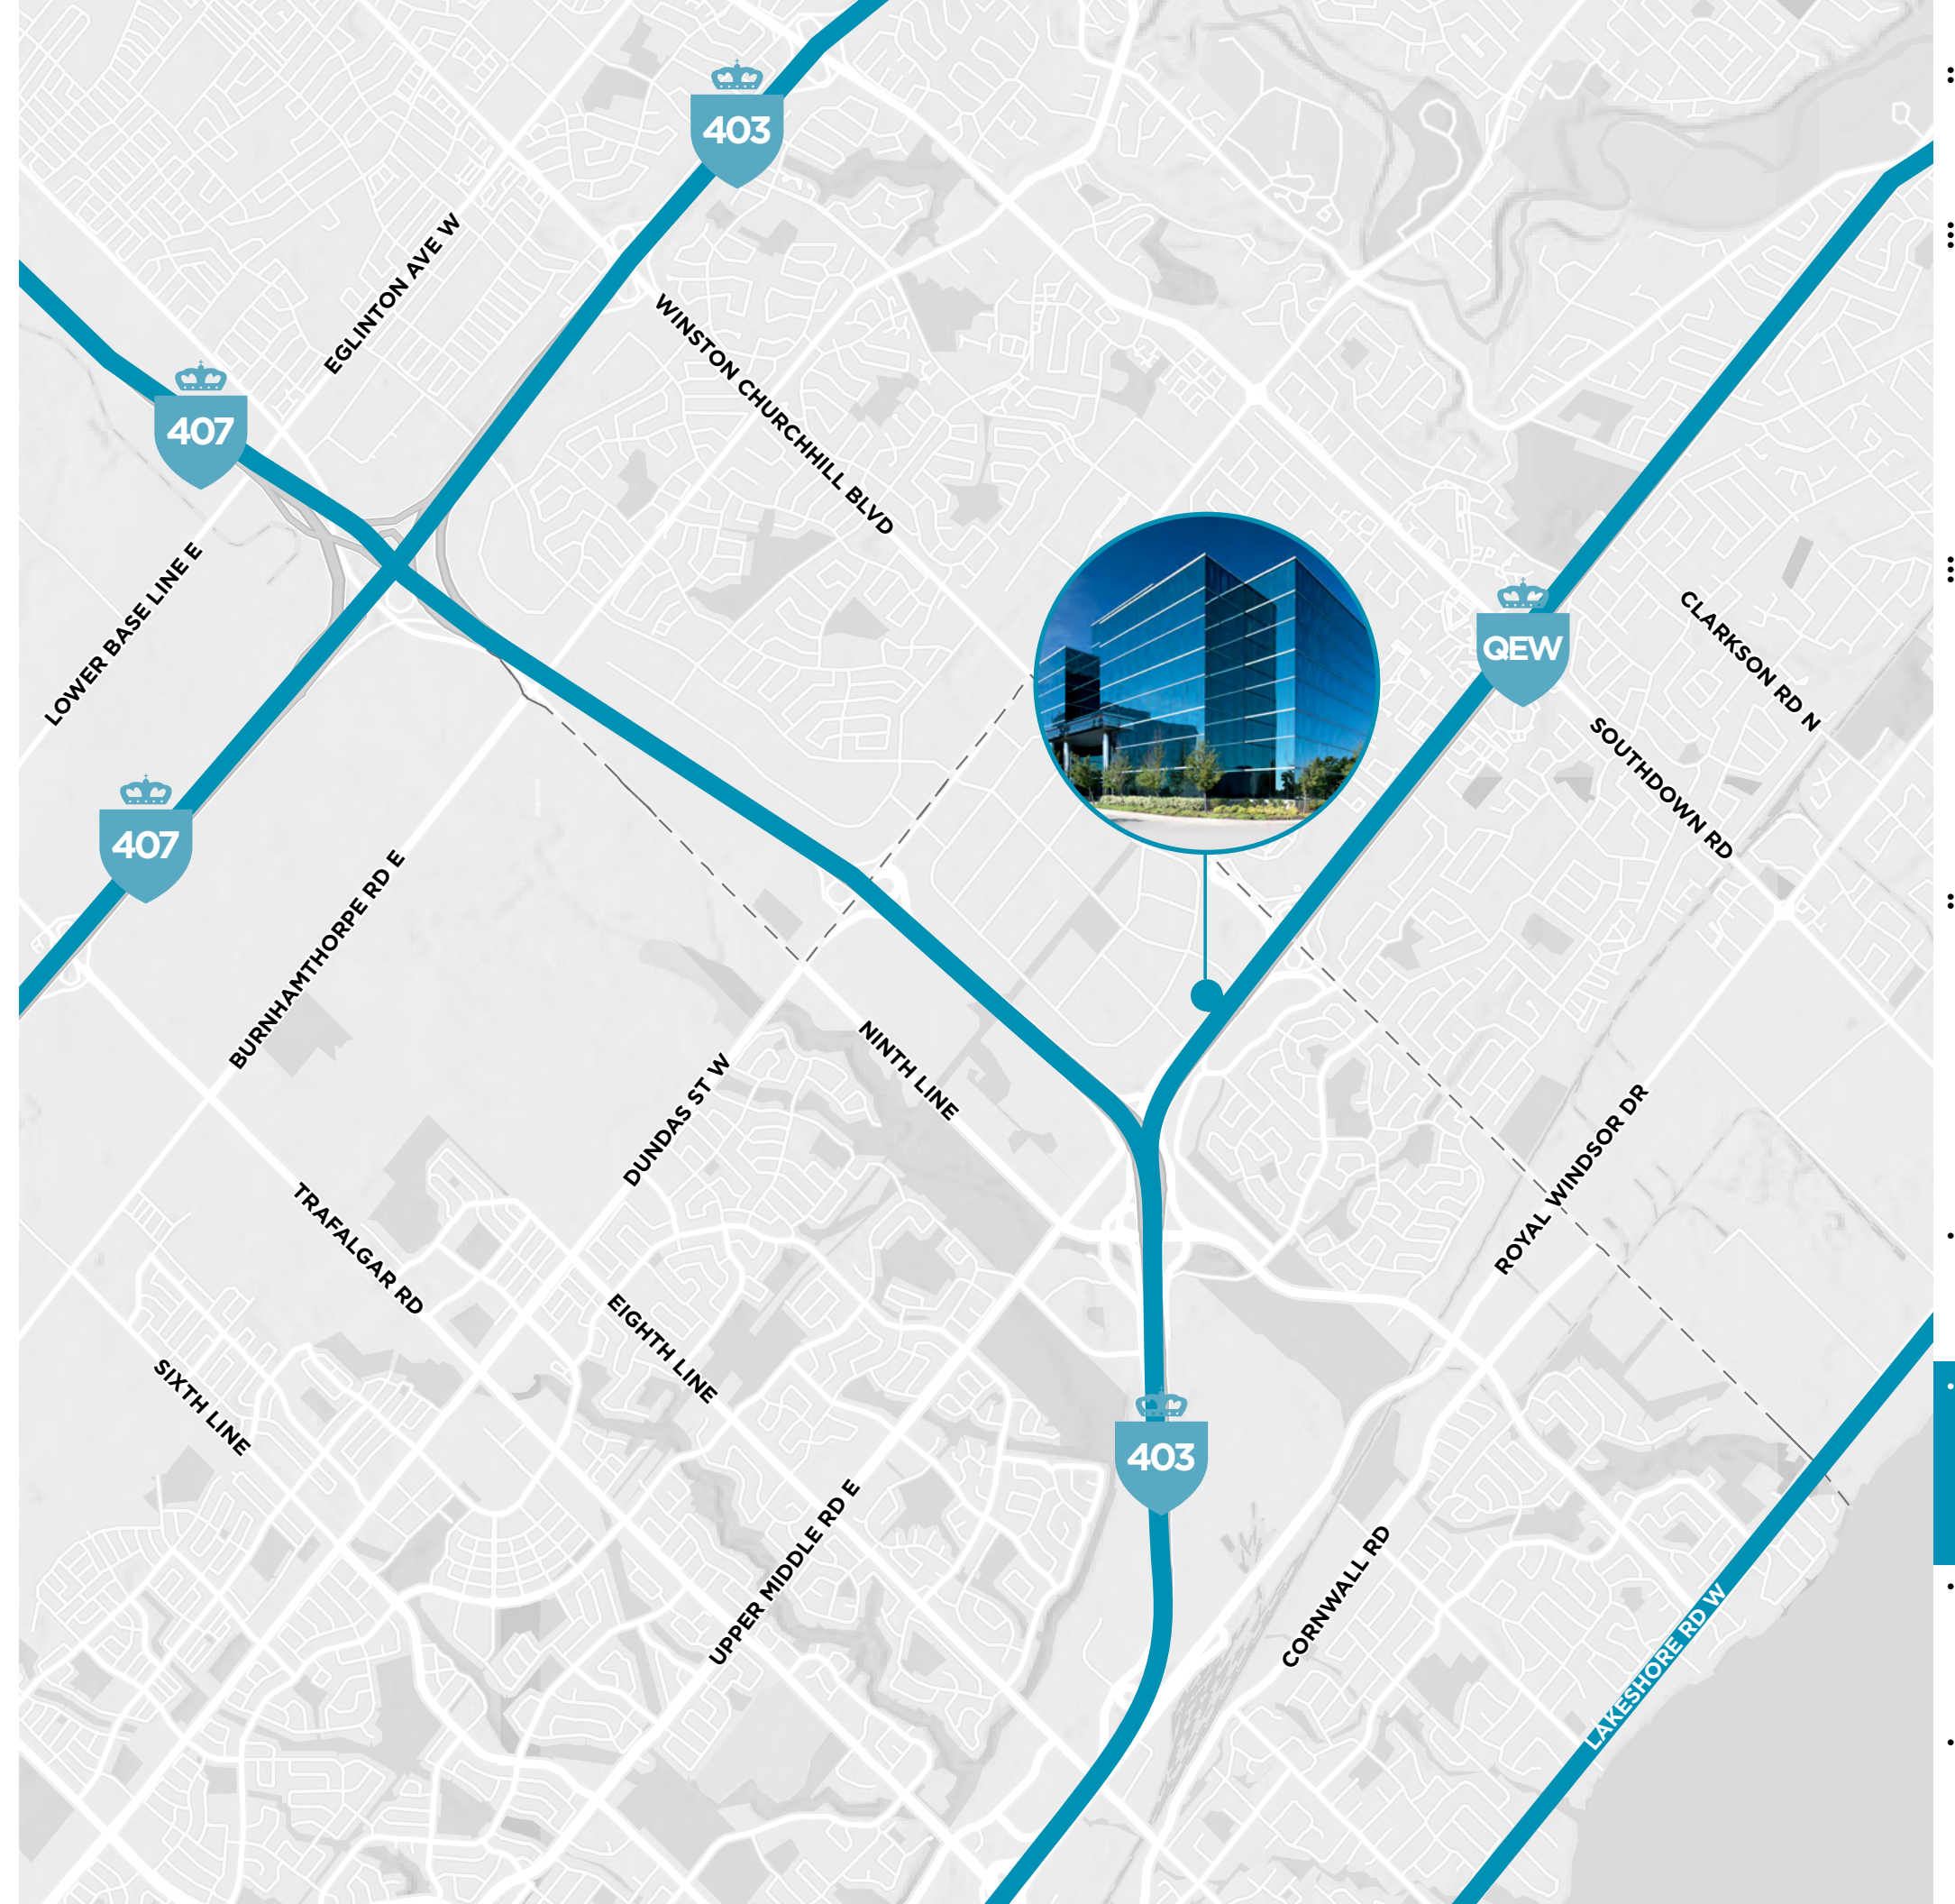 403
EGLINTON AVE W
WINSTON CHURCHHILL BLVD
407
LOWER BASE LINE E
QEW
CLARKSON RD N
SOUTHDOWN RD
407
BURNHAMTHORPE RD E
NINTH LINE
DUNDAS ST W
ROYAL WINDSOR DR
TRAFALGAR RD
EIGHTH LINE
SIXTH LINE
403
UPPER MIDDLE RD E
CORNWALL RD
LAKESHORE RD W